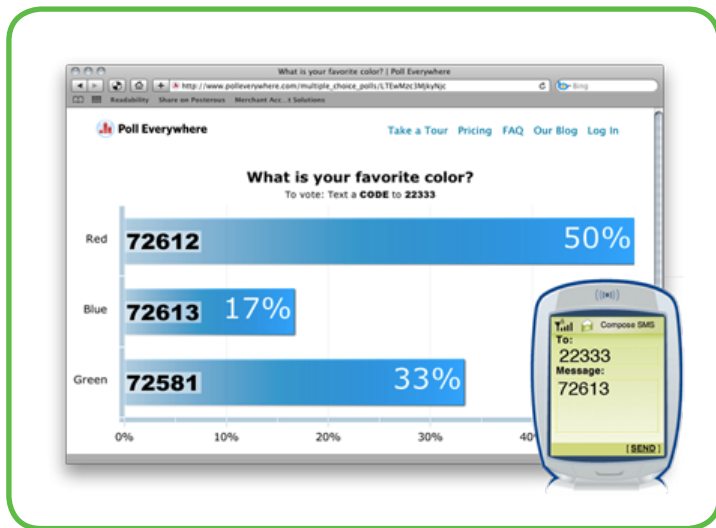 What is your favorite color? | Poll Everywhere
http://www.polleverywhere.com/multiple_choice_polls/LTEwMzc3MjkyNjc
Bing
Readability Share on Posterous Merchant Acc...t Solutions
Poll Everywhere
Take a Tour Pricing FAQ Our Blog Log In
What is your favorite color?
To vote: Text a CODE to 22333
Red 72612 50%
Blue 72613 17%
Green 72581 33%
0% 10% 20% 30% 40
Compose SMS
To:
22333
Message:
72613
[SEND]